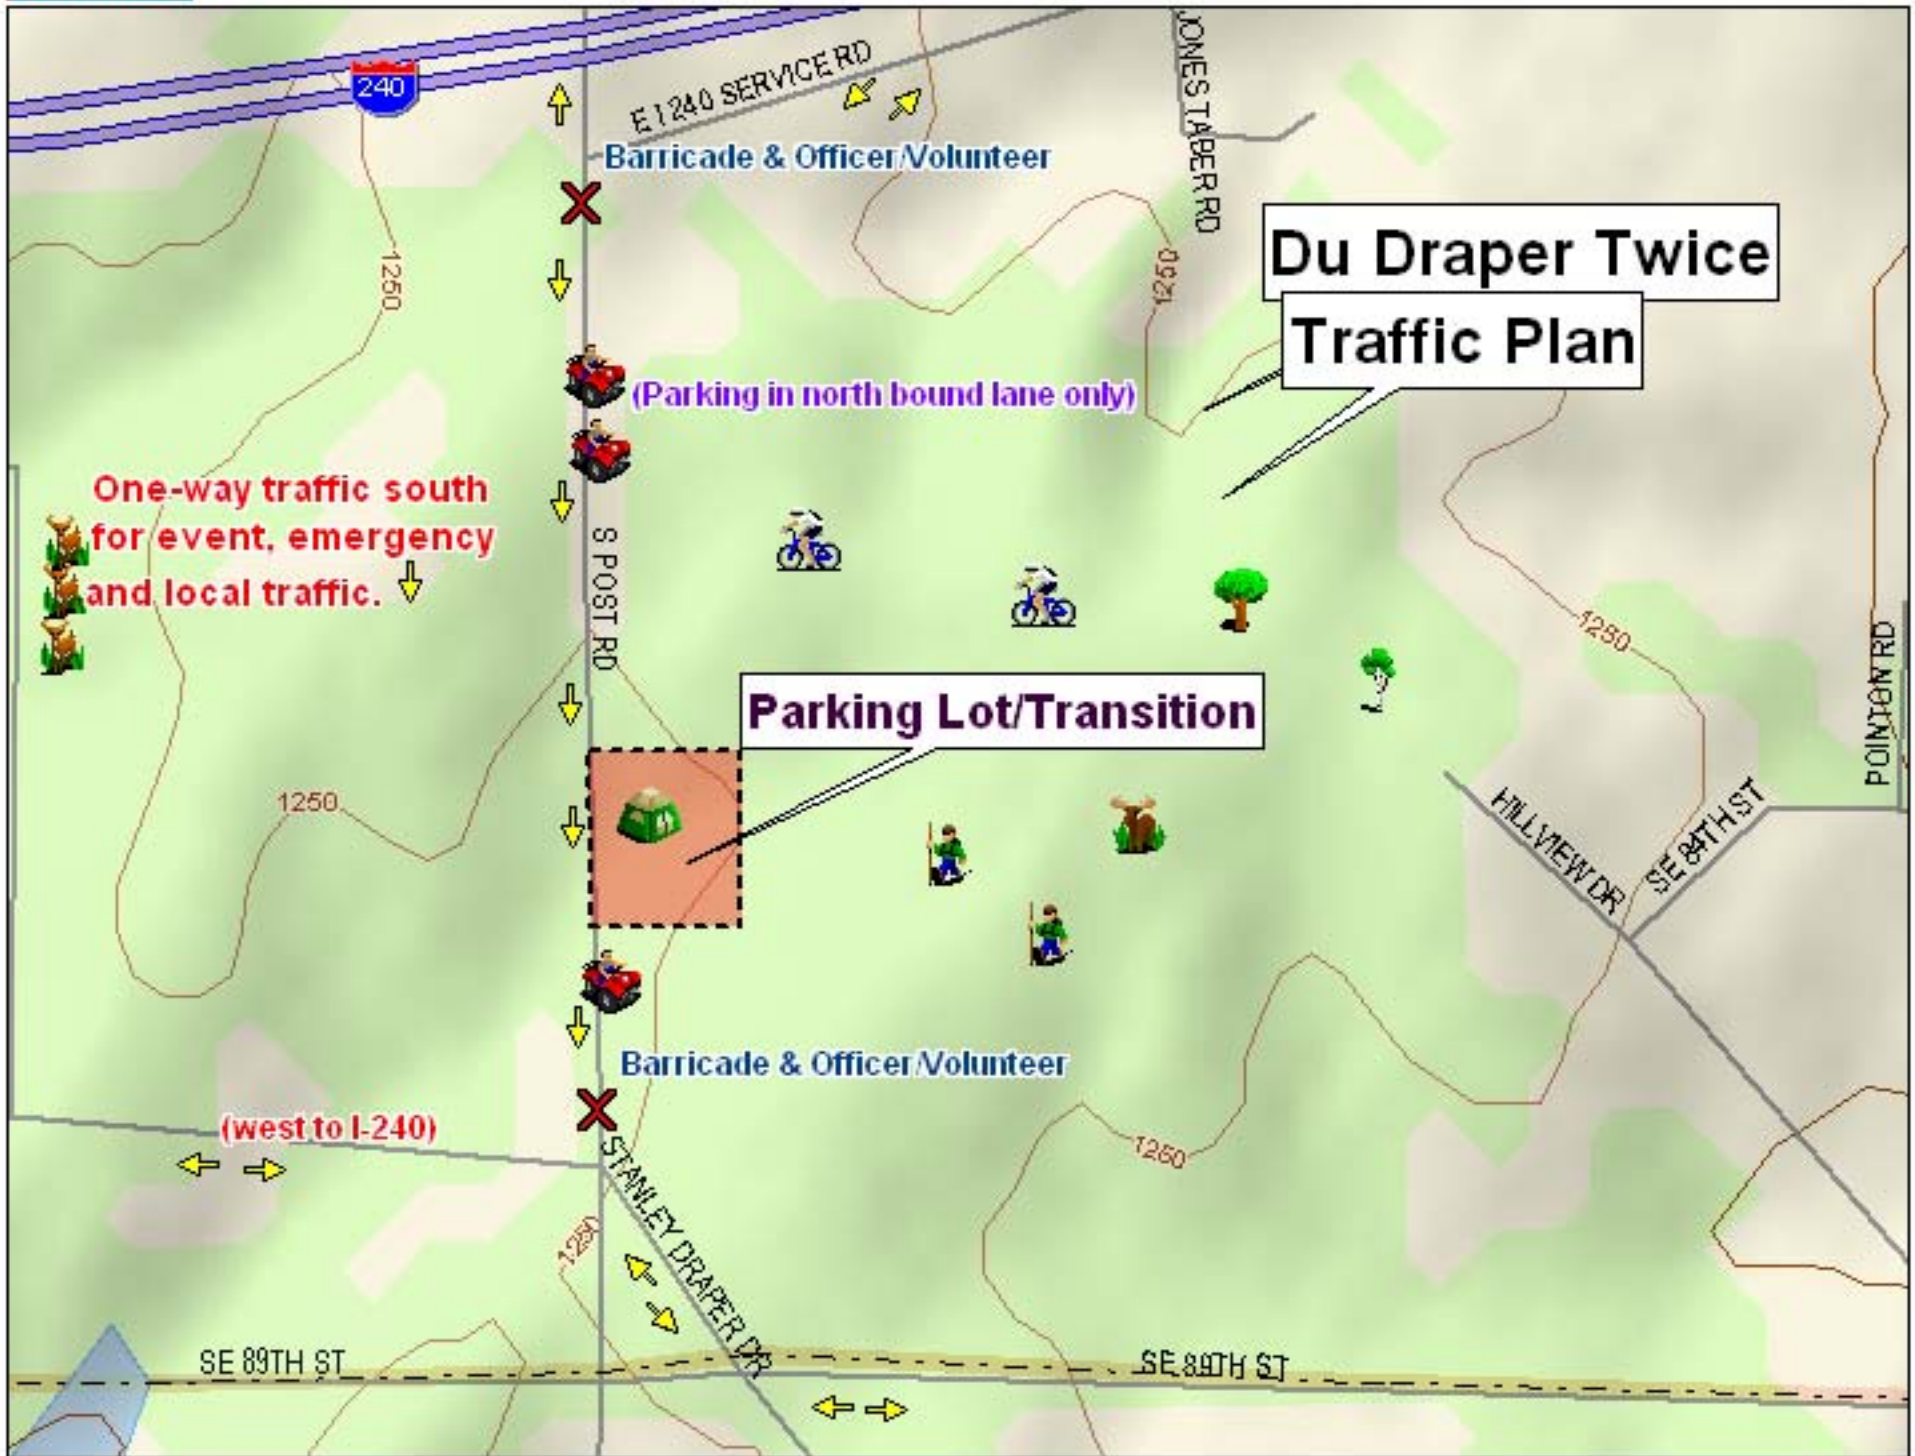 240
E I 240 SERVICE RD
JONES TABER RD
Barricade & Officer/Volunteer
Du Draper Twice
Traffic Plan
1250
1250
(Parking in north bound lane only)
One-way traffic south
for event, emergency
and local traffic.
S POST RD
1250
POINTON RD
Parking Lot/Transition
1250
HILLVIEW DR
SE 84TH ST
Barricade & Officer/Volunteer
(west to I-240)
STANLEY DRAPER DR
1250
1250
SE 89TH ST
SE 89TH ST